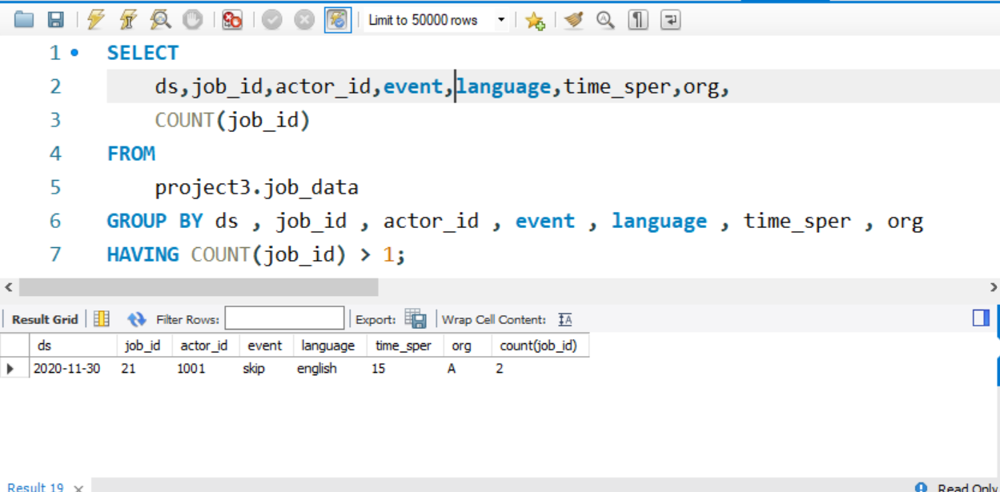 Limit to 50000 rows
1 SELECT
2 ds,job_id,actor_id,event,language,time_sper,org,
3 COUNT(job_id)
4 FROM
5 project3.job_data
6 GROUP BY ds , job_id , actor_id , event , language , time_sper , org
7 HAVING COUNT(job_id) > 1;
Result Grid Filter Rows: Export: Wrap Cell Content: IA
ds job_id actor_id event language time_sper org count(job_id)
2020-11-30 21 1001 skip english 15 A 2
Result 19 Read Only